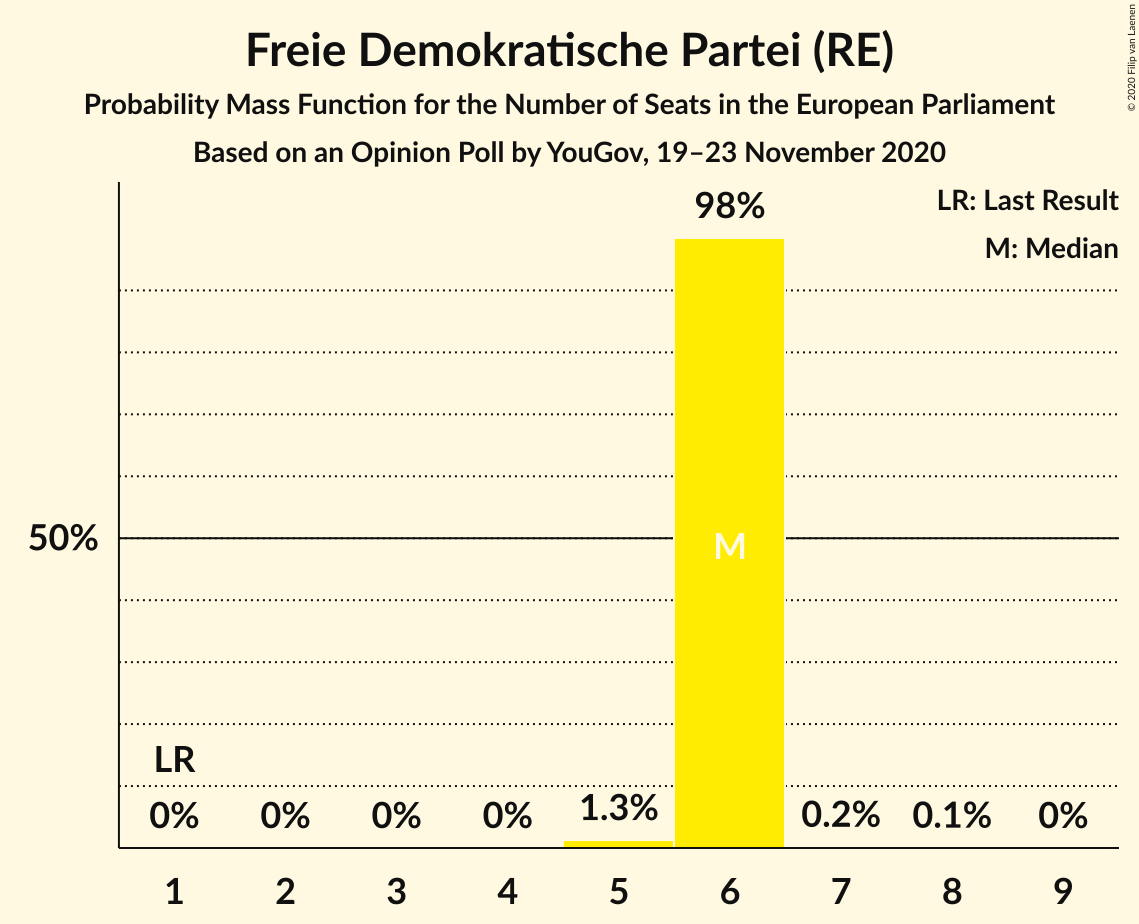 Freie Demokratische Partei (RE)
Probability Mass Function for the Number of Seats in the European Parliament
Based on an Opinion Poll by YouGov, 19–23 November 2020
© 2020 Filip van Laenen
LR: Last Result
M: Median
98%
50%
M
LR
0%
0%
0%
0%
1.3%
0.2%
0.1%
0%
1
2
3
4
5
6
7
8
9